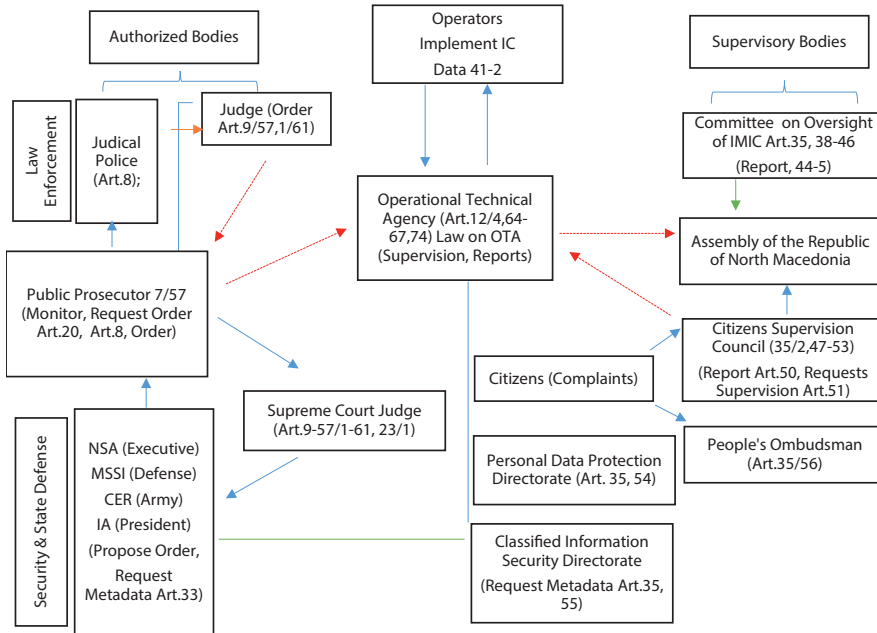 Authorized Bodies
Operators
Implement IC
Data 41-2
Supervisory Bodies
Law
Enforcement
Judical
Police
(Art.8);
Judge (Order
Art.9/57,1/61)
Committee on Oversight
of IMIC Art.35, 38-46
(Report, 44-5)
Operational Technical
Agency (Art.12/4,64-
67,74) Law on OTA
(Supervision, Reports)
Assembly of the Republic
of North Macedonia
Public Prosecutor 7/57
(Monitor, Request Order
Art.20, Art.8, Order)
Citizens Supervision
Council (35/2,47-53)
(Report Art.50, Requests
Supervision Art.51)
Citizens (Complaints)
Supreme Court Judge
(Art.9-57/1-61, 23/1)
People's Ombudsman
(Art.35/56)
Security & State Defense
NSA (Executive)
MSSI (Defense)
CER (Army)
IA (President)
(Propose Order,
Request
Metadata Art.33)
Personal Data Protection
Directorate (Art. 35, 54)
Classified Information
Security Directorate
(Request Metadata Art.35,
55)